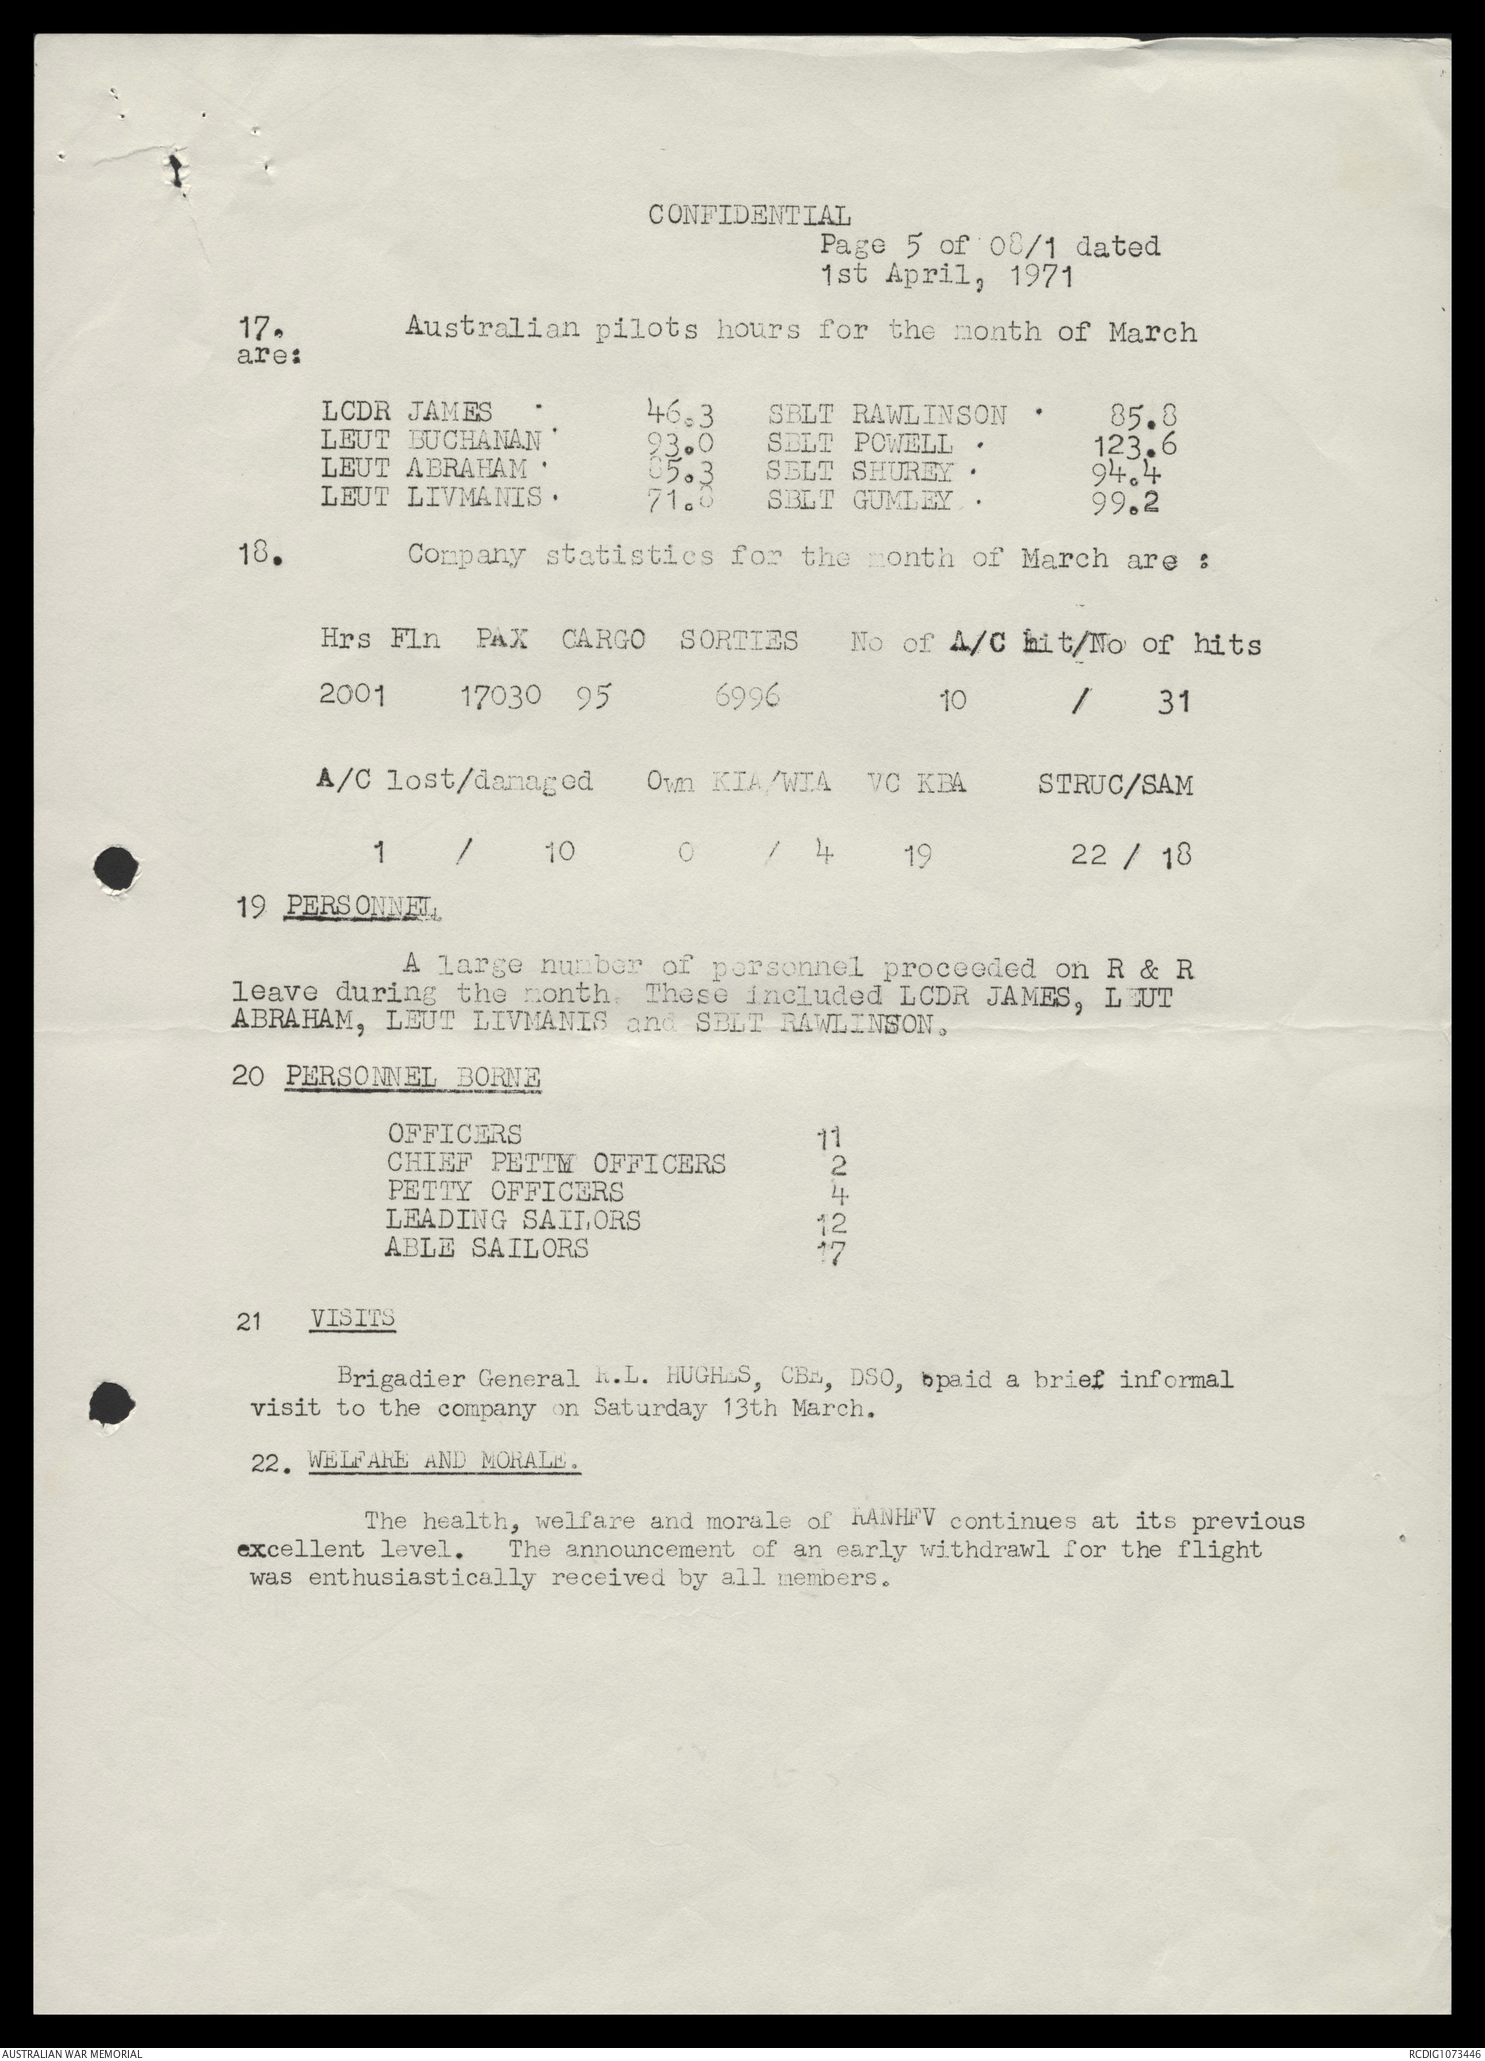 CONFIDENTIAL
Page 5 of 08/1 dated
1st April, 1971
17. Australian pilots hours for the month of March
are:
LCDR JAMES 46.3 SBLT RAWLINSON 85.8
LEUT BUCHANAN 93.0 SBLT POWELL 123.6
LEUT ABRAHAM 85.3 SBLT SHUREY 94.4
LEUT LIVMANIS 71.8 SBLT GUMLEY 99.2
18. Company statistics for the month of March are :
Hrs Fln PAX CARGO SORTIES No of A/C hit/No of hits
2001 17030 95 6996 10 / 31
A/C lost/damaged Own KIA/WIA VC KBA STRUC/SAM
1 / 10 0 / 4 19 22 / 18
19 PERSONNEL
A large number of personnel proceeded on R & R
leave during the month. These included LCDR JAMES, LEUT
ABRAHAM, LEUT LIVMANIS and SBLT RAWLINSON.
20 PERSONNEL BORNE
OFFICERS 11
CHIEF PETTY OFFICERS 2
PETTY OFFICERS 4
LEADING SAILORS 12
ABLE SAILORS 17
21 VISITS
Brigadier General R.L. HUGHES, CBE, DSO, paid a brief informal
visit to the company on Saturday 13th March.
22. WELFARE AND MORALE.
The health, welfare and morale of RANHFV continues at its previous
excellent level. The announcement of an early withdrawl for the flight
was enthusiastically received by all members.
AUSTRALIAN WAR MEMORIAL RCDIG1073446